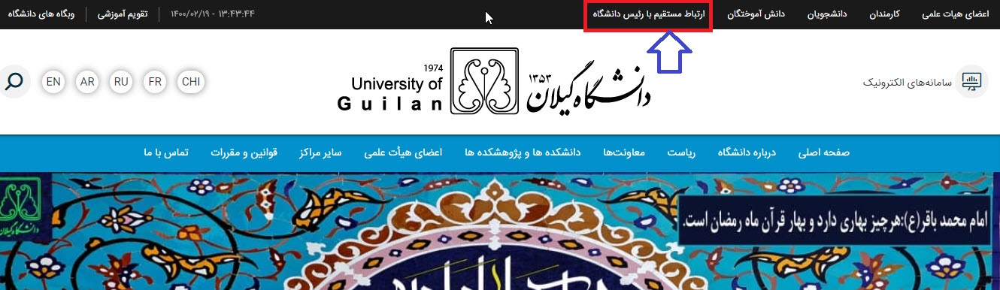 اعضای هیات علمی
کارمندان
دانشجویان
دانش آموختگان
ارتباط مستقیم با رئیس دانشگاه
۱۴۰۰/۰۲/۱۹ - ۱۳:۴۳:۴۴
تقویم آموزشی
وبگاه های دانشگاه
سامانه‌های الکترونیک
دانشگاه گیلان
۱۳۵۳
1974
University of
Guilan
CHI
FR
RU
AR
EN
صفحه اصلی
درباره دانشگاه
ریاست
معاونت‌ها
دانشکده ها و پژوهشکده ها
اعضای هیأت علمی
سایر مراکز
قوانین و مقررات
تماس با ما
امام محمد باقر(ع):هرچیز بهاری دارد و بهار قرآن ماه رمضان است.
دانشگاه گیلان